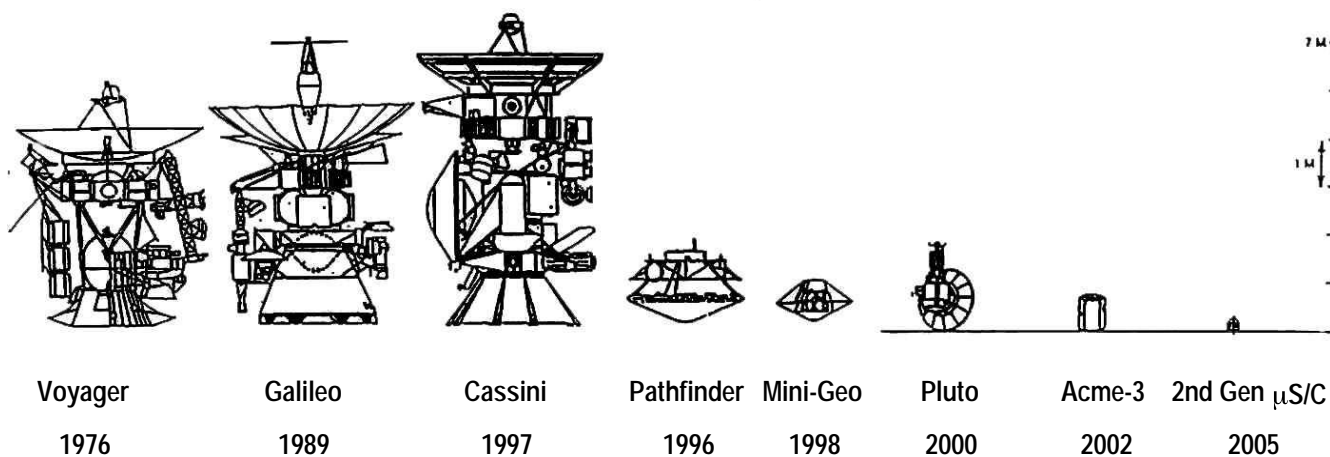 7 M
1 M
Voyager Galileo Cassini Pathfinder Mini-Geo Pluto Acme-3 2nd Gen μS/C
1976 1989 1997 1996 1998 2000 2002 2005